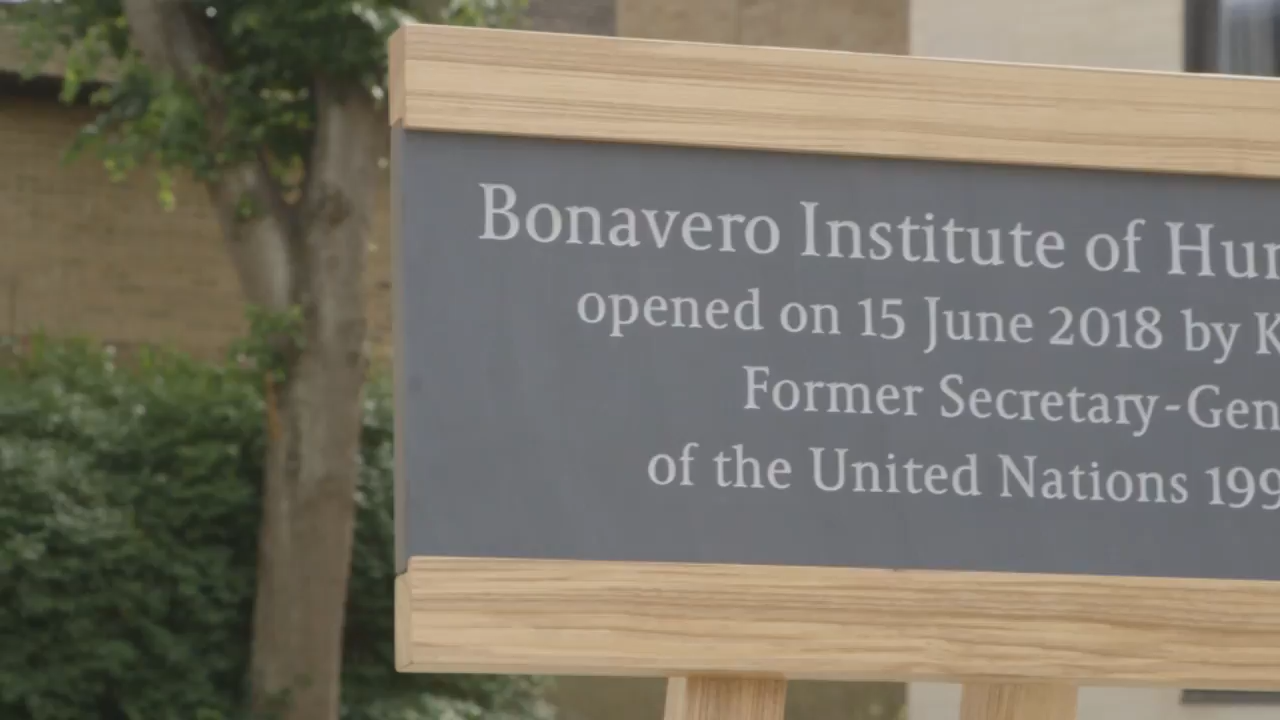 Bonavero Institute of Hu
opened on 15 June 2018 by K
Former Secretary-Gen
of the United Nations 199